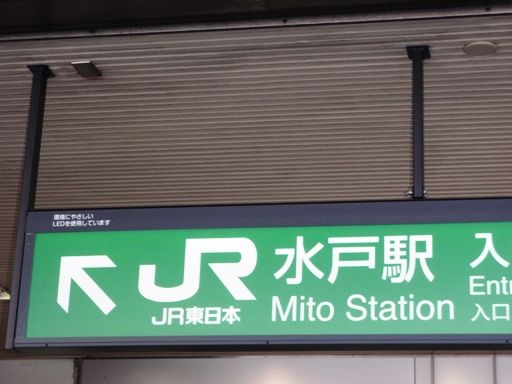 環境にやさしい
LEDを使用しています
JR
JR東日本
水戸駅
Mito Station
入
Entr
入口